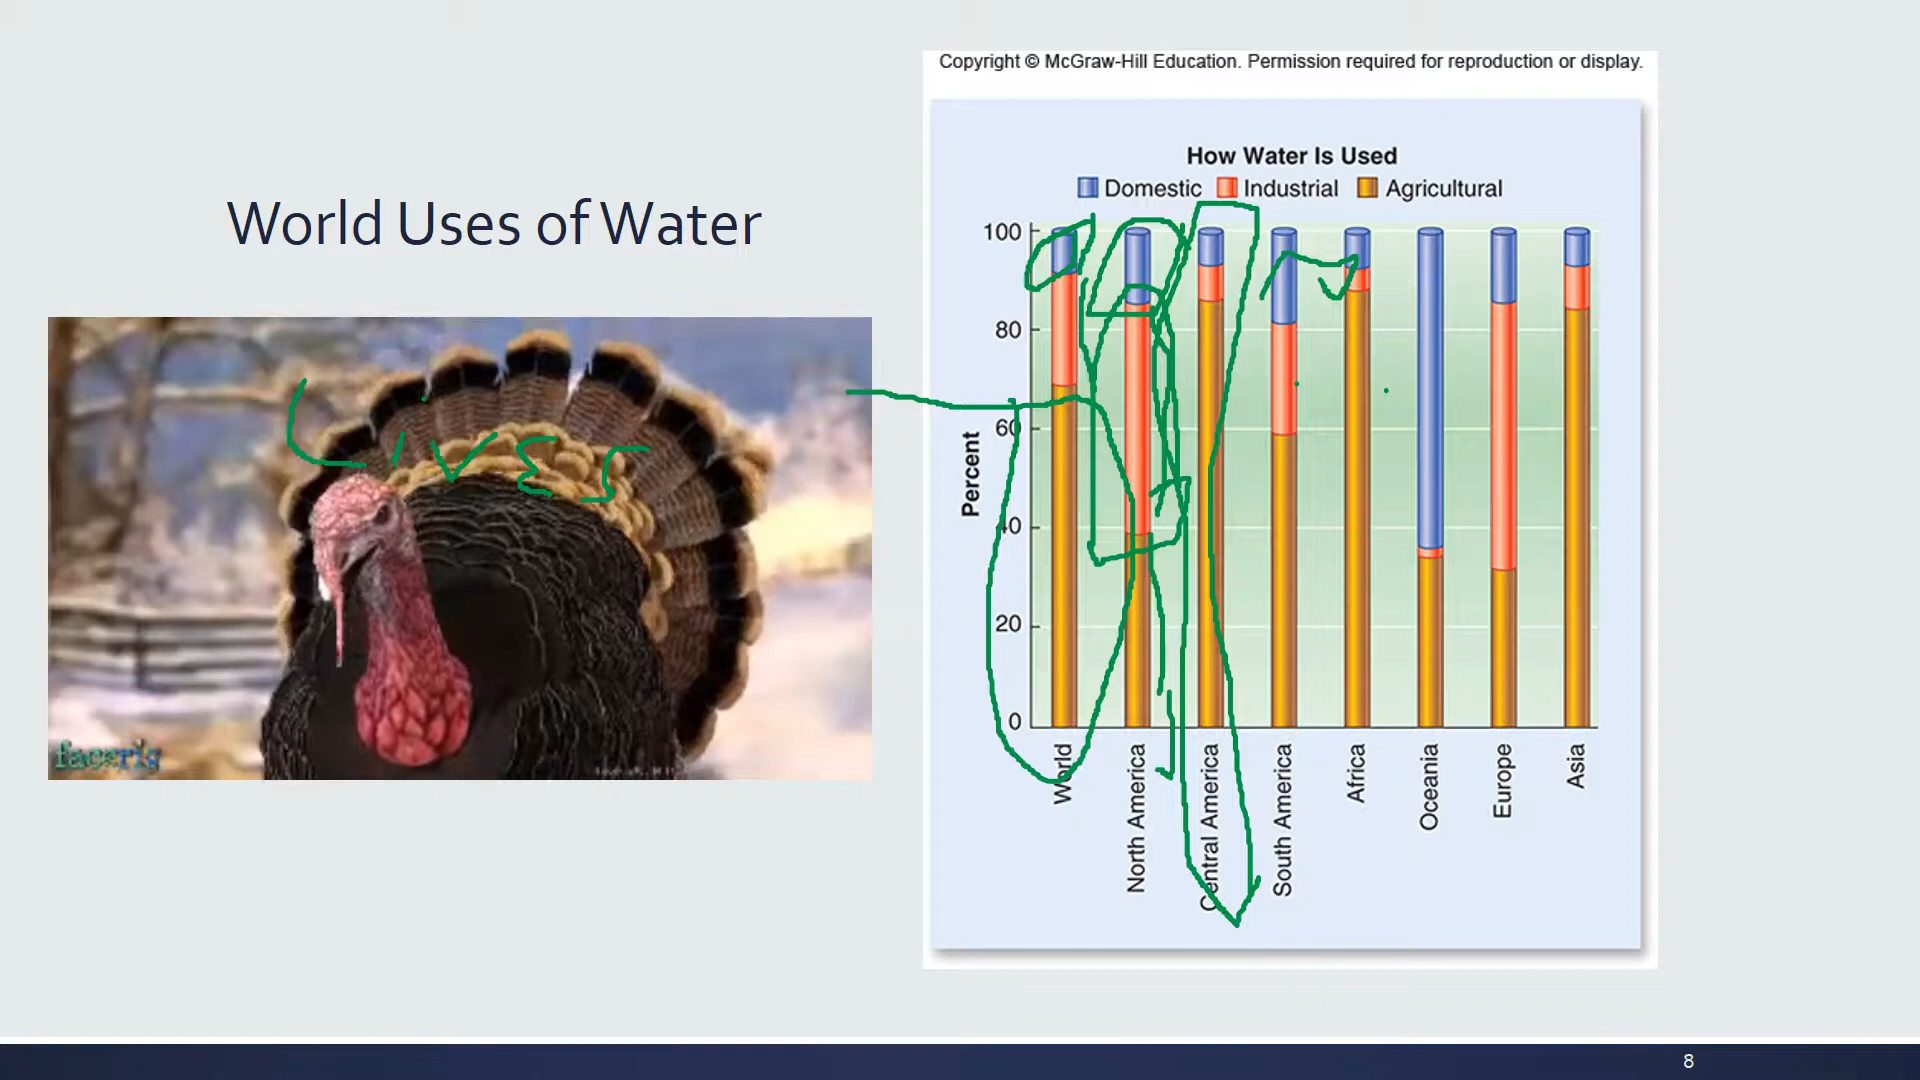 Copyright © McGraw-Hill Education. Permission required for reproduction or display.
World Uses of Water
How Water Is Used
Domestic Industrial Agricultural
100
80
60
40
20
0
Percent
World
North America
Central America
South America
Africa
Oceania
Europe
Asia
facerig
8